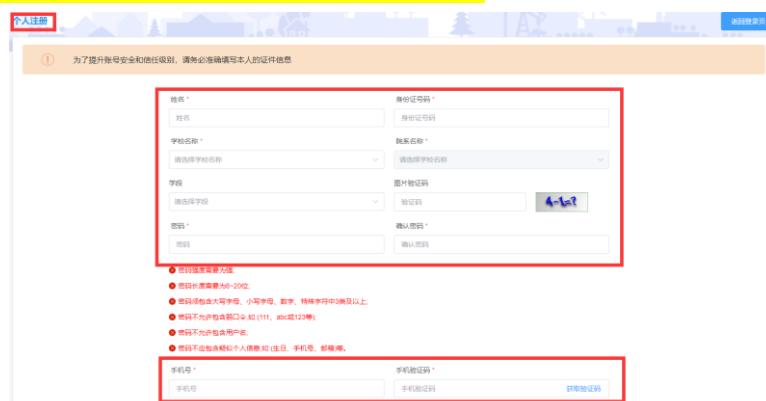 个人注册
返回登录页
为了提升账号安全和信任级别，请务必准确填写本人的证件信息
姓名 * 身份证号码 *
姓名 身份证号码
学校名称 * 院系名称 *
请选择学校名称 请选择学校名称
学段 图片验证码
请选择学段 验证码 4-1=?
密码 * 确认密码 *
密码 确认密码
密码强度需要为强;
密码长度需要为8~20位;
密码须包含大写字母、小写字母、数字、特殊字符中3类及以上;
密码不允许包含弱口令,如 (111、abc或123等);
密码不允许包含用户名;
密码不应包含疑似个人信息,如 (生日、手机号、邮箱)等。
手机号 * 手机验证码 *
手机号 手机验证码 获取验证码